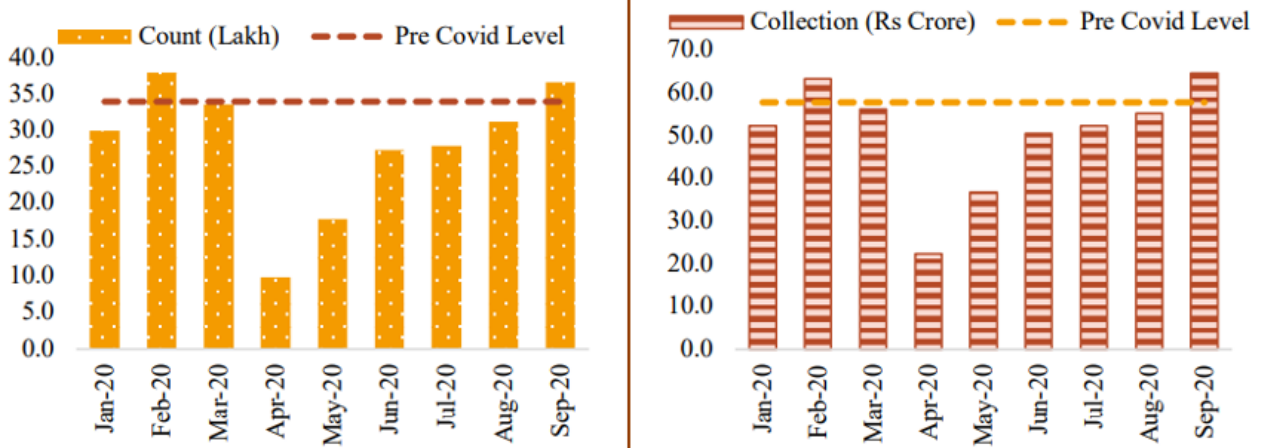 Count (Lakh) Pre Covid Level
40.0
35.0
30.0
25.0
20.0
15.0
10.0
5.0
0.0
Jan-20
Feb-20
Mar-20
Apr-20
May-20
Jun-20
Jul-20
Aug-20
Sep-20
Collection (Rs Crore) Pre Covid Level
70.0
60.0
50.0
40.0
30.0
20.0
10.0
0.0
Jan-20
Feb-20
Mar-20
Apr-20
May-20
Jun-20
Jul-20
Aug-20
Sep-20